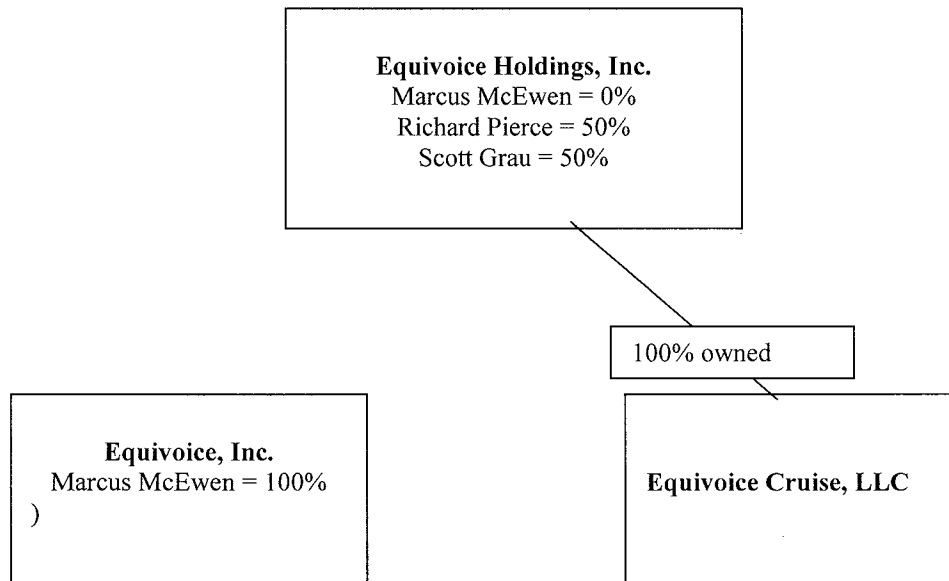 Equivoice Holdings, Inc.
Marcus McEwen = 0%
Richard Pierce = 50%
Scott Grau = 50%
100% owned
Equivoice, Inc.
Marcus McEwen = 100%
)
Equivoice Cruise, LLC